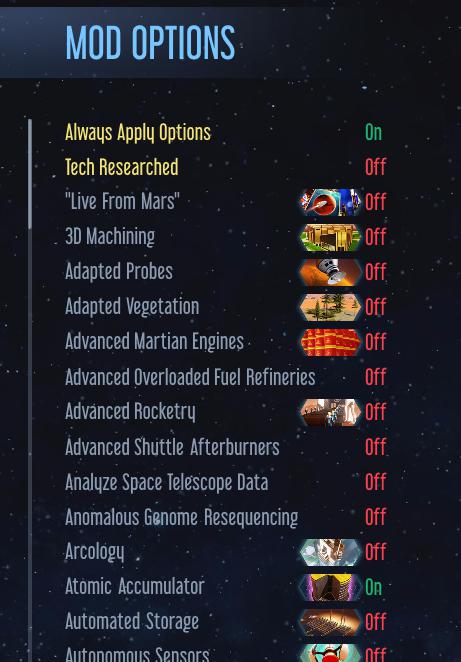 MOD OPTIONS
Always Apply Options On
Tech Researched Off
"Live From Mars" Off
3D Machining Off
Adapted Probes Off
Adapted Vegetation Off
Advanced Martian Engines Off
Advanced Overloaded Fuel Refineries Off
Advanced Rocketry Off
Advanced Shuttle Afterburners Off
Analyze Space Telescope Data Off
Anomalous Genome Resequencing Off
Arcology Off
Atomic Accumulator On
Automated Storage Off
Autonomous Sensors Off